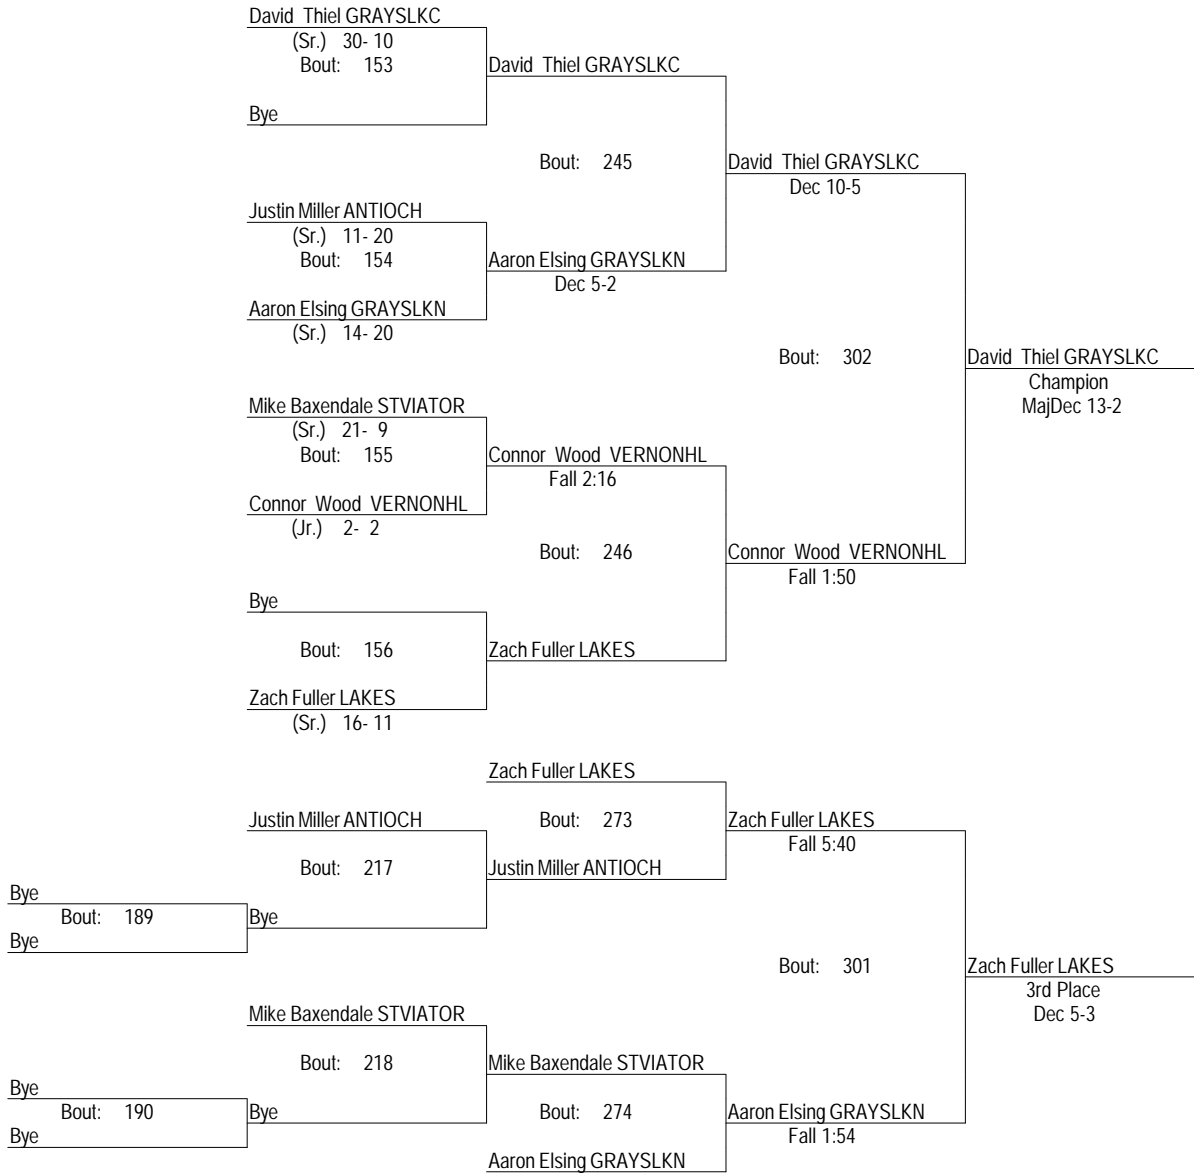 David Thiel GRAYSLKC
(Sr.) 30- 10
Bout: 153
David Thiel GRAYSLKC
Bye
Bout: 245
David Thiel GRAYSLKC
Dec 10-5
Justin Miller ANTIOCH
(Sr.) 11- 20
Bout: 154
Aaron Elsing GRAYSLKN
Dec 5-2
Aaron Elsing GRAYSLKN
(Sr.) 14- 20
Bout: 302
David Thiel GRAYSLKC
Champion
MajDec 13-2
Mike Baxendale STVIATOR
(Sr.) 21- 9
Bout: 155
Connor Wood VERNONHL
Fall 2:16
Connor Wood VERNONHL
(Jr.) 2- 2
Bout: 246
Connor Wood VERNONHL
Fall 1:50
Bye
Bout: 156
Zach Fuller LAKES
Zach Fuller LAKES
(Sr.) 16- 11
Zach Fuller LAKES
Justin Miller ANTIOCH
Bout: 273
Zach Fuller LAKES
Fall 5:40
Bout: 217
Justin Miller ANTIOCH
Bye
Bout: 189
Bye
Bye
Bout: 301
Zach Fuller LAKES
3rd Place
Dec 5-3
Mike Baxendale STVIATOR
Bout: 218
Mike Baxendale STVIATOR
Bye
Bout: 190
Bye
Bye
Bout: 274
Aaron Elsing GRAYSLKN
Fall 1:54
Aaron Elsing GRAYSLKN